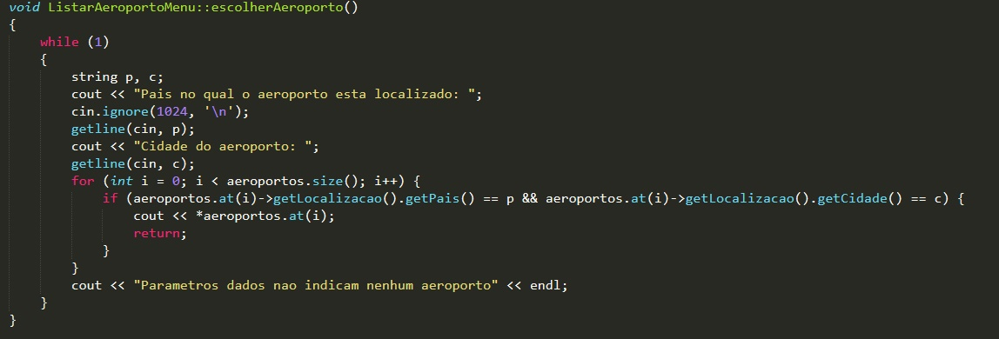 void ListarAeroportoMenu::escolherAeroporto()
{
    while (1)
    {
        string p, c;
        cout << "Pais no qual o aeroporto esta localizado: ";
        cin.ignore(1024, '\n');
        getline(cin, p);
        cout << "Cidade do aeroporto: ";
        getline(cin, c);
        for (int i = 0; i < aeroportos.size(); i++) {
            if (aeroportos.at(i)->getLocalizacao().getPais() == p && aeroportos.at(i)->getLocalizacao().getCidade() == c) {
                cout << *aeroportos.at(i);
                return;
            }
        }
        cout << "Parametros dados nao indicam nenhum aeroporto" << endl;
    }
}